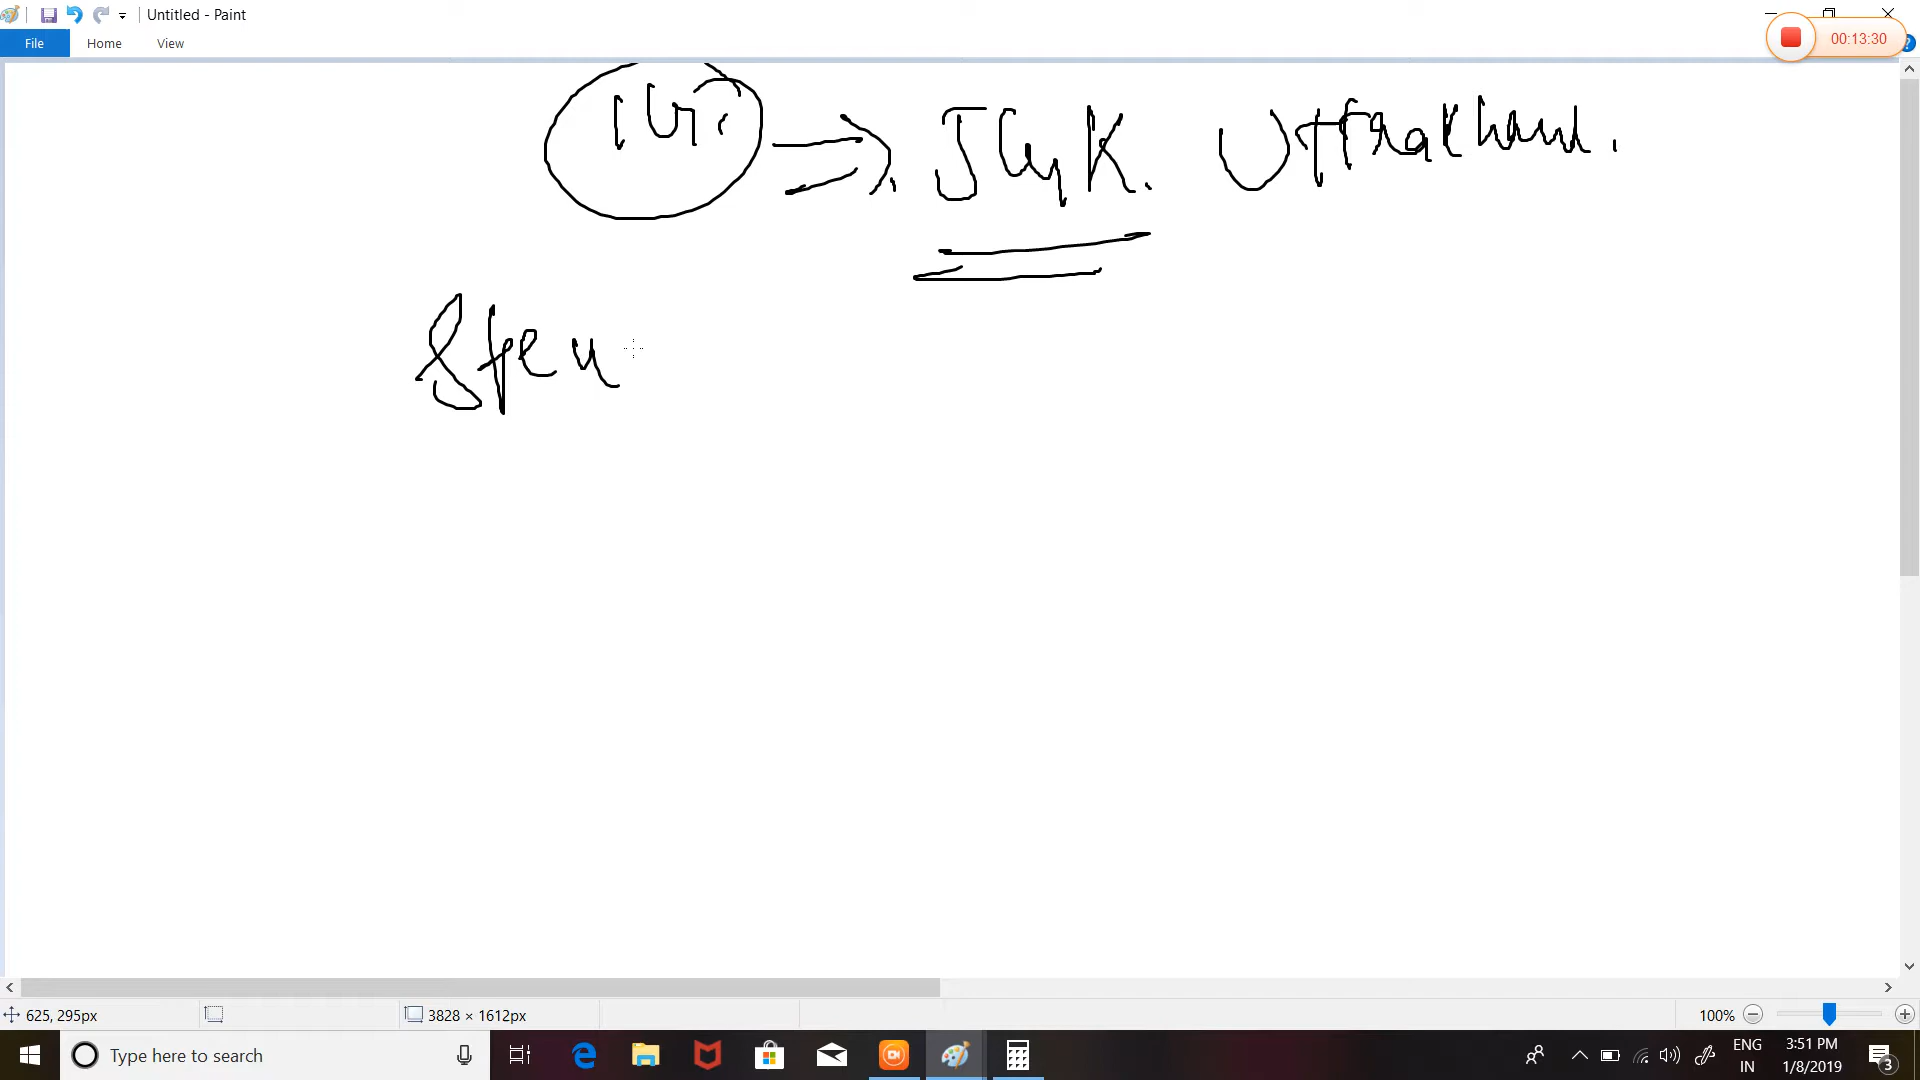 Untitled - Paint
00:13:30
File Home View
J&K. Uttrakhand.
625, 295px
3828 × 1612px
100%
Type here to search
ENG
IN
3:51 PM
1/8/2019
3